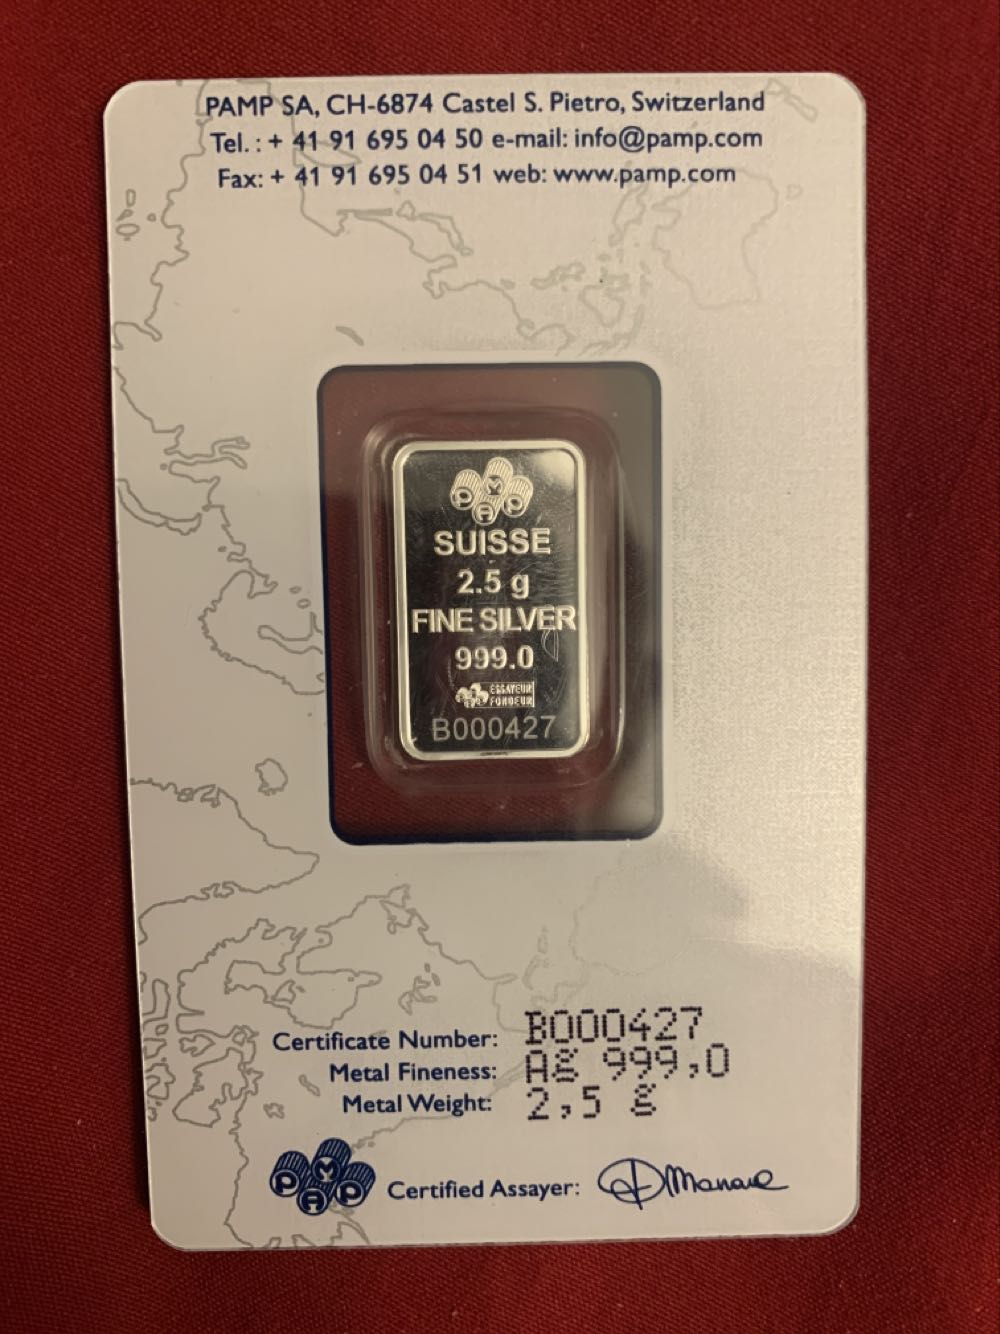 PAMP SA, CH-6874 Castel S. Pietro, Switzerland
Tel. : + 41 91 695 04 50 e-mail: info@pamp.com
Fax: + 41 91 695 04 51 web: www.pamp.com
PAMP
SUISSE
2.5 g
FINE SILVER
999.0
ESSAYEUR
FONDEUR
B000427
Certificate Number: B000427
Metal Fineness: Ag 999,0
Metal Weight: 2,5 g
PAMP Certified Assayer: